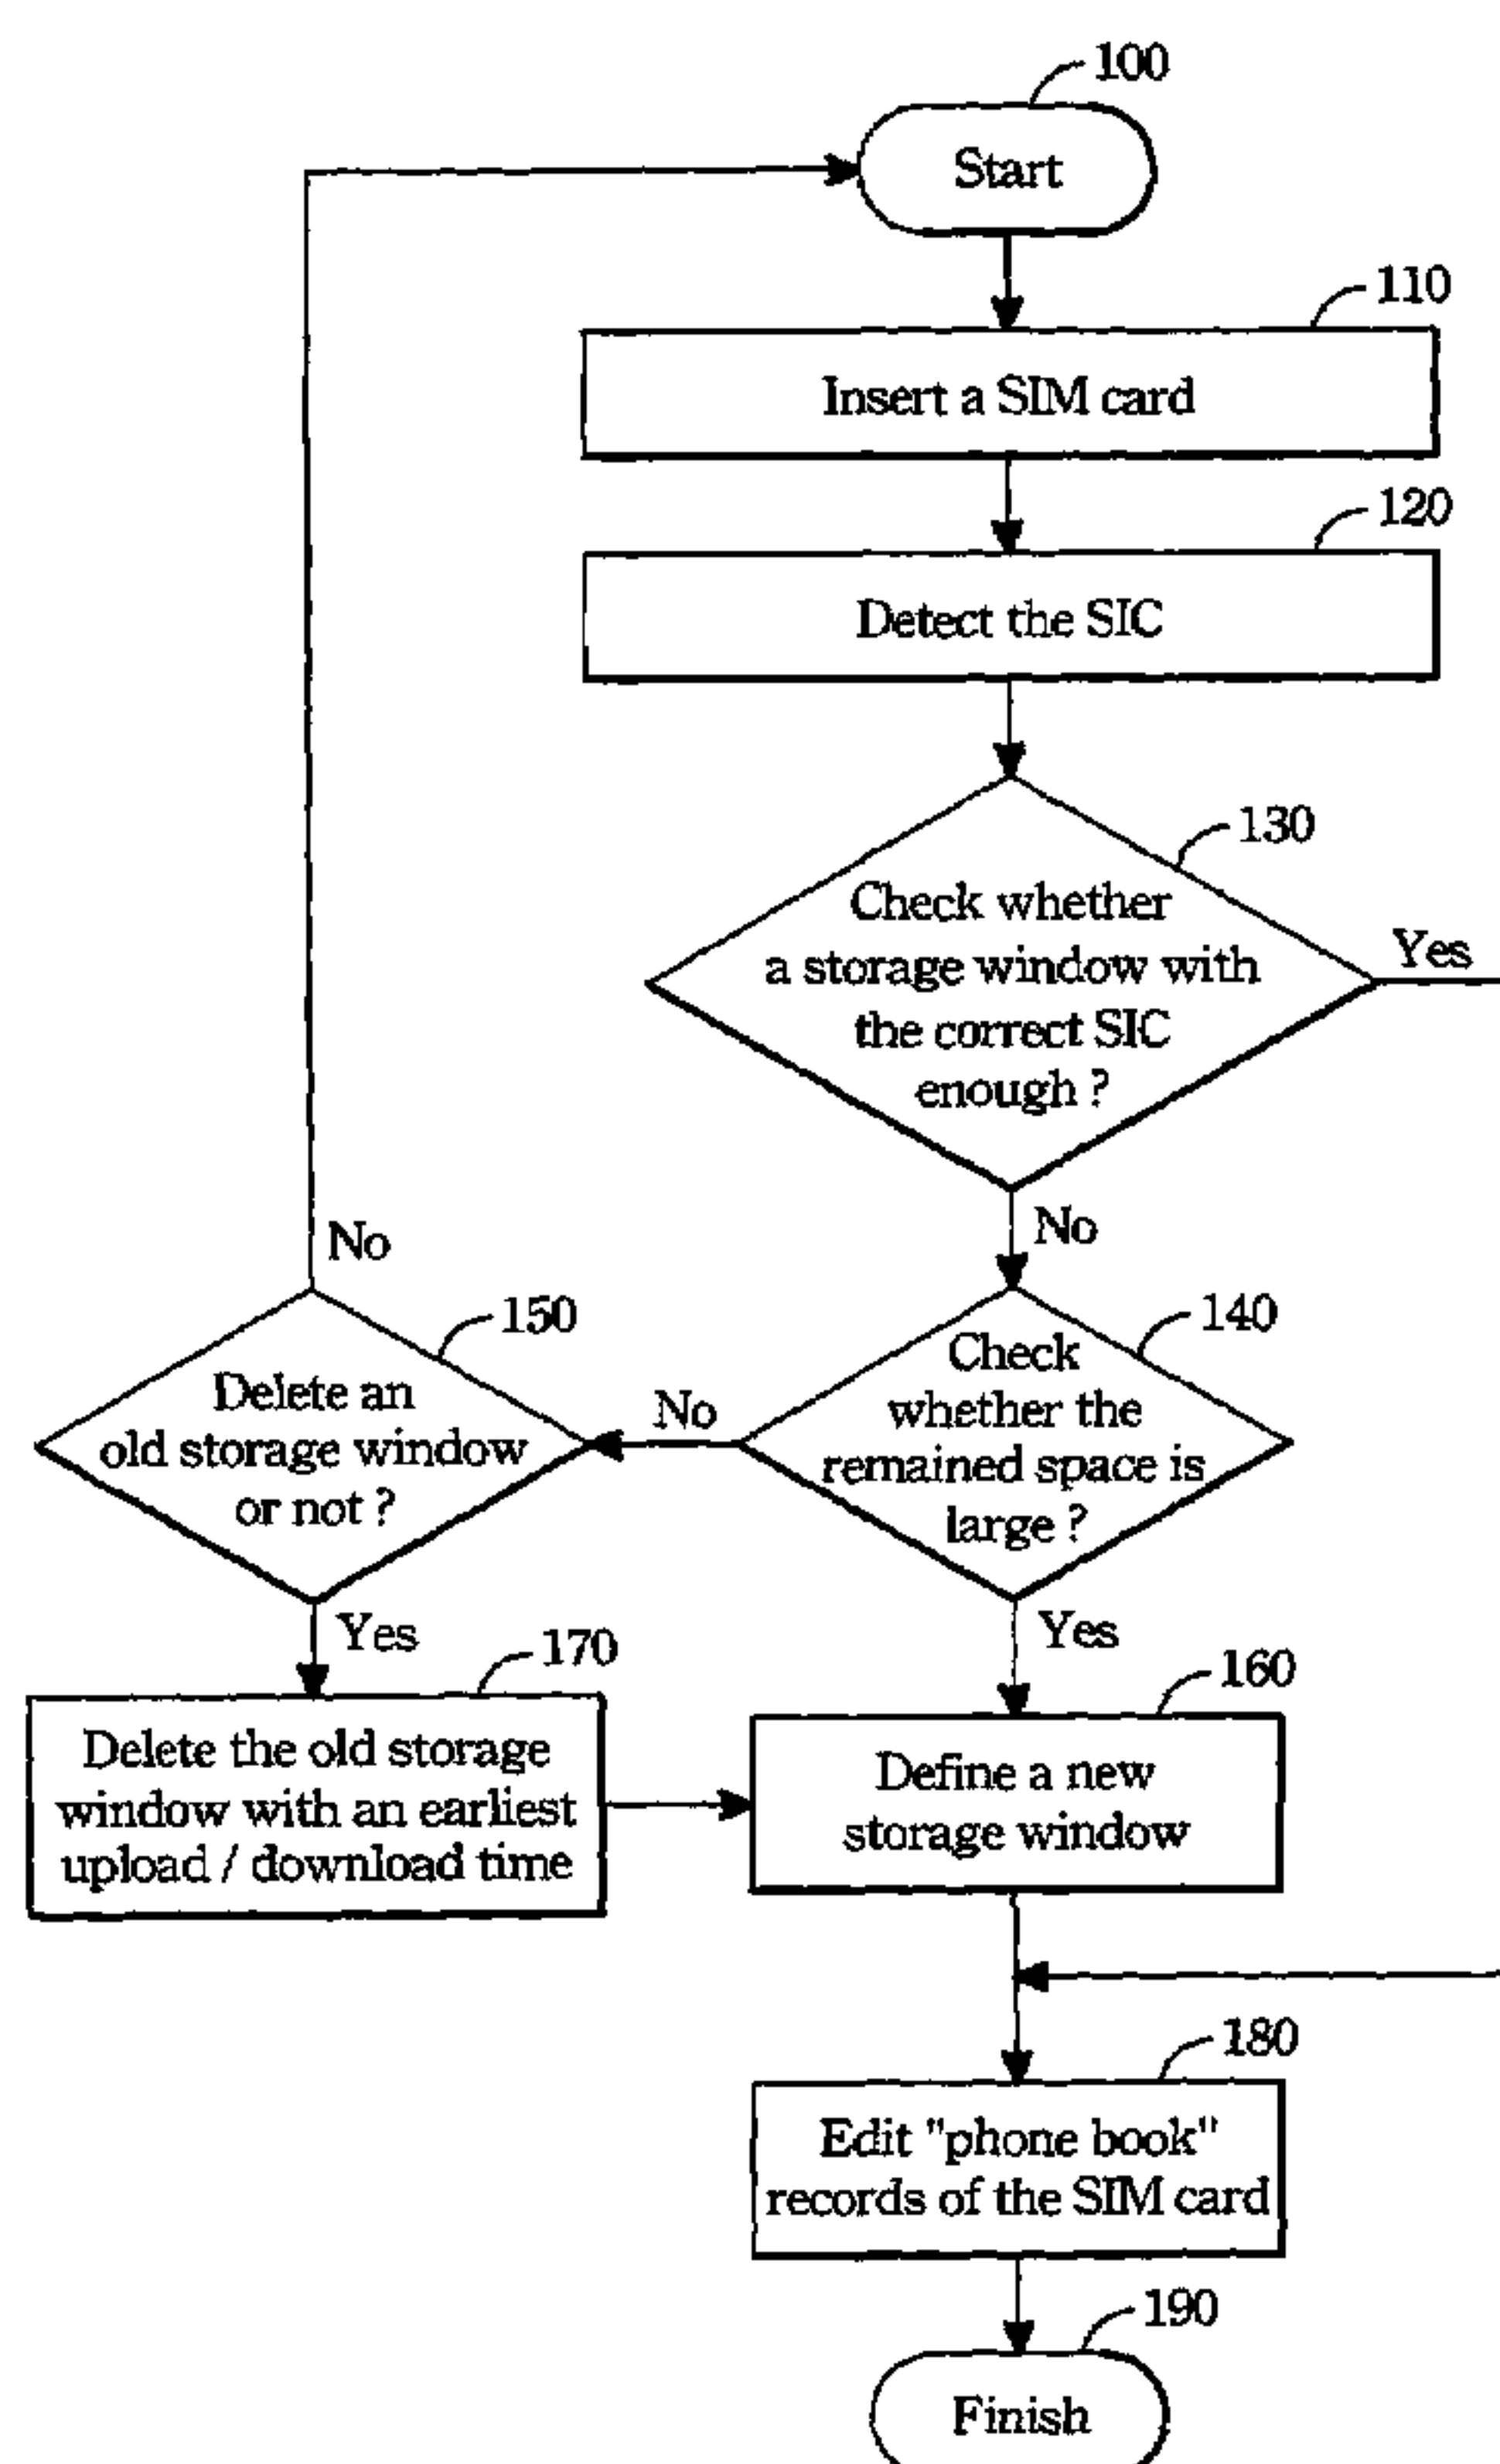 100
Start
110
Insert a SIM card
120
Detect the SIC
130
Check whether
a storage window with
the correct SIC
enough ?
Yes
No
No
150
Delete an
old storage window
or not ?
No
140
Check
whether the
remained space is
large ?
Yes
170
Delete the old storage
window with an earliest
upload / download time
Yes
160
Define a new
storage window
180
Edit "phone book"
records of the SIM card
190
Finish